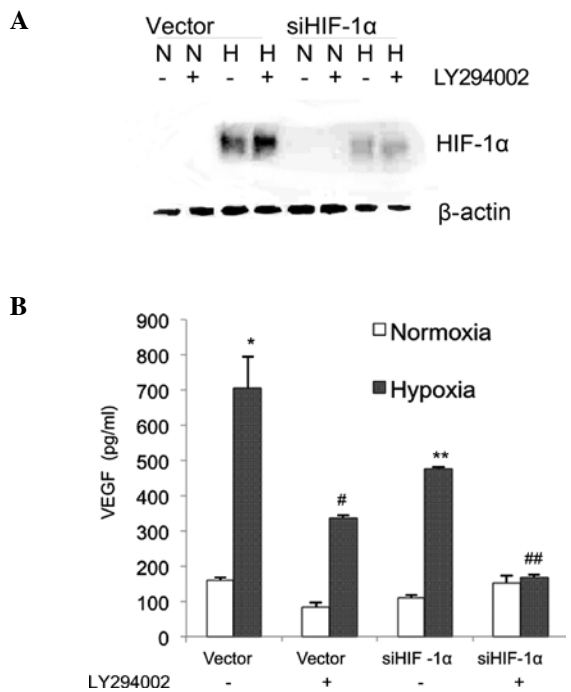 A
Vector siHIF-1α
N N H H N N H H
- + - + - + - + LY294002
HIF-1α
β-actin
B
900
800
700
600
500
400
300
200
100
0
VEGF (pg/ml)
Normoxia
Hypoxia
*
#
**
##
Vector Vector siHIF -1α siHIF-1α
LY294002 - + - +